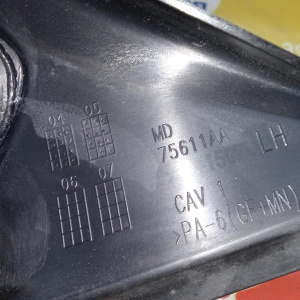 04 05
06 07
MD
75611AA
LH
CAV 1
>PA-6/(GF+MN)